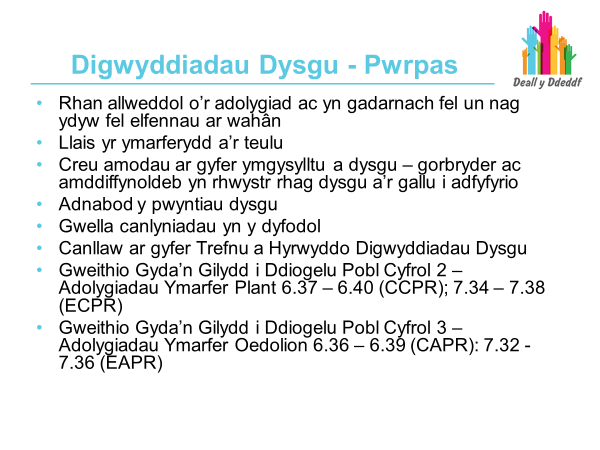 Digwyddiadau Dysgu - Pwrpas
Deall y Ddeddf
• Rhan allweddol o’r adolygiad ac yn gadarnach fel un nag
ydyw fel elfennau ar wahân
• Llais yr ymarferydd a’r teulu
• Creu amodau ar gyfer ymgysylltu a dysgu – gorbryder ac
amddiffynoldeb yn rhwystr rhag dysgu a’r gallu i adfyfyrio
• Adnabod y pwyntiau dysgu
• Gwella canlyniadau yn y dyfodol
• Canllaw ar gyfer Trefnu a Hyrwyddo Digwyddiadau Dysgu
• Gweithio Gyda’n Gilydd i Ddiogelu Pobl Cyfrol 2 –
Adolygiadau Ymarfer Plant 6.37 – 6.40 (CCPR); 7.34 – 7.38
(ECPR)
• Gweithio Gyda’n Gilydd i Ddiogelu Pobl Cyfrol 3 –
Adolygiadau Ymarfer Oedolion 6.36 – 6.39 (CAPR): 7.32 -
7.36 (EAPR)